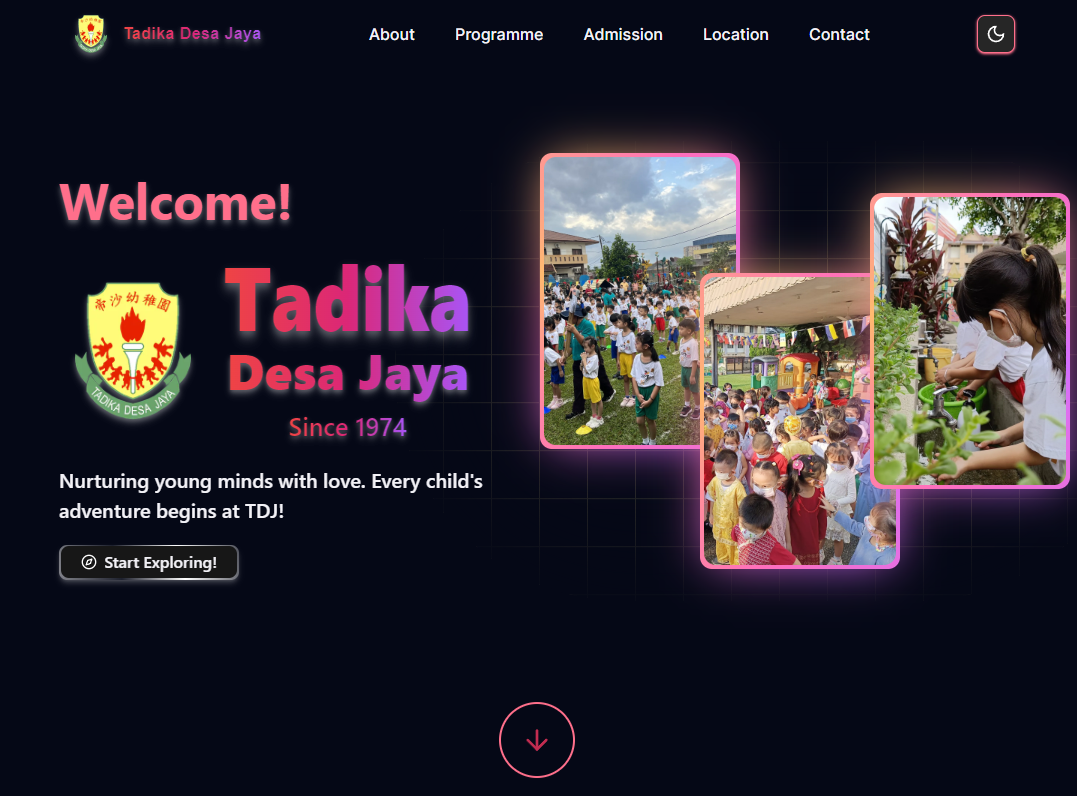 Tadika Desa Jaya
About
Programme
Admission
Location
Contact
Welcome!
帝沙幼稚園
TADIKA DESA JAYA
Tadika
Desa Jaya
Since 1974
Nurturing young minds with love. Every child's
adventure begins at TDJ!
Start Exploring!